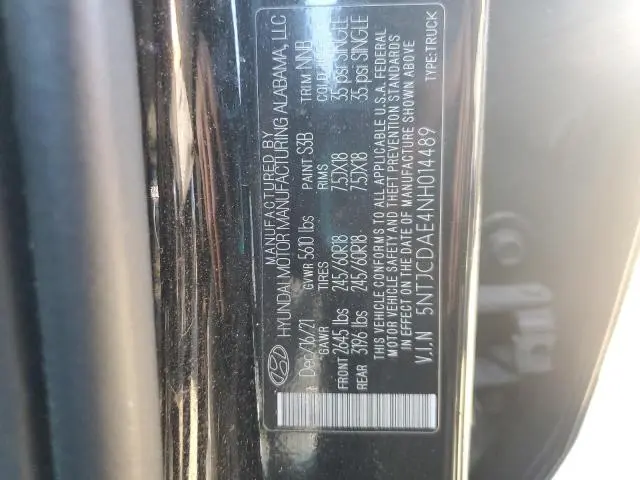 MANUFACTURED BY
HYUNDAI MOTOR MANUFACTURING ALABAMA, LLC
Dec/16/21 GVWR 5610 lbs PAINT S3B TRIM NNB
GAWR TIRES RIMS COLD
FRONT 2645 lbs 245/60R18 7.5JX18 35 psi SINGLE
REAR 3196 lbs 245/60R18 7.5JX18 35 psi SINGLE
THIS VEHICLE CONFORMS TO ALL APPLICABLE U.S.A. FEDERAL
MOTOR VEHICLE SAFETY AND THEFT PREVENTION STANDARDS
IN EFFECT ON THE DATE OF MANUFACTURE SHOWN ABOVE
V.I.N 5NTJCDAE4NH014489 TYPE:TRUCK